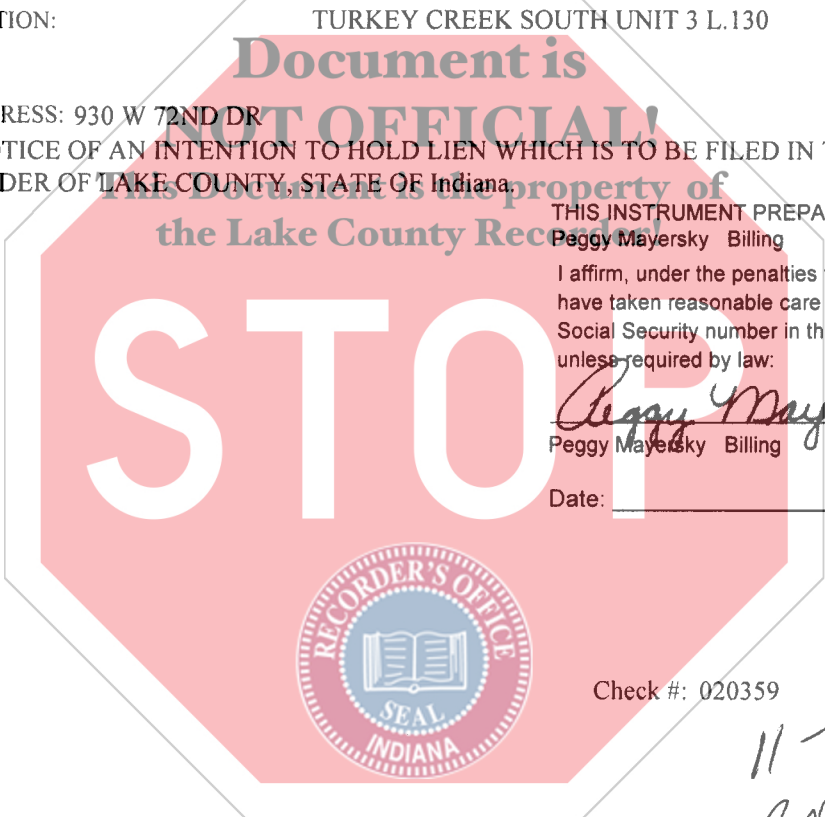 TION: TURKEY CREEK SOUTH UNIT 3 L.130
Document is
RESS: 930 W 72ND DR
NOT OFFICIAL!
TICE OF AN INTENTION TO HOLD LIEN WHICH IS TO BE FILED IN
DER OF LAKE COUNTY, STATE OF Indiana.
This Document is the property of
the Lake County Recorder!
THIS INSTRUMENT PREPA
Peggy Mayersky Billing
I affirm, under the penalties
have taken reasonable care
Social Security number in th
unless required by law:
Peggy May
Peggy Mayersky Billing
Date:
STOP
RECORDER'S OFFICE
SEAL
INDIANA
Check #: 020359
11-